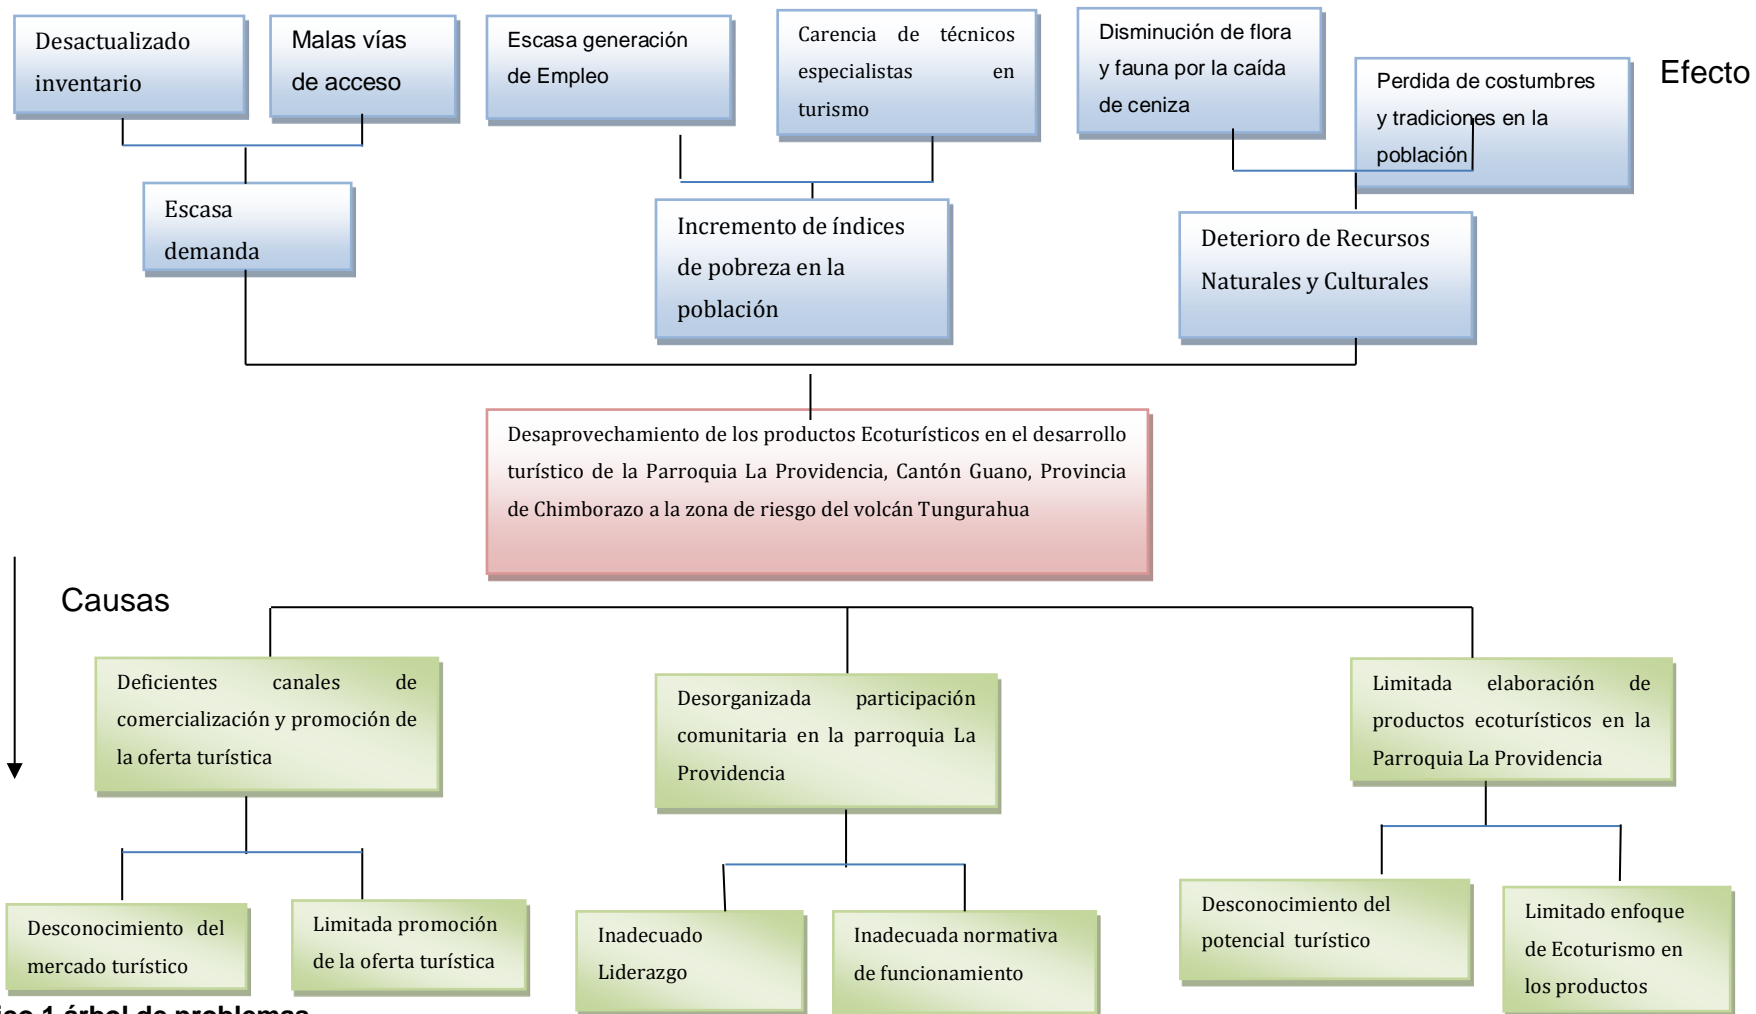 Desactualizado
inventario
Malas vías
de acceso
Escasa generación
de Empleo
Carencia de técnicos
especialistas en
turismo
Disminución de flora
y fauna por la caída
de ceniza
Perdida de costumbres
y tradiciones en la
población
Efecto
Escasa
demanda
Incremento de índices
de pobreza en la
población
Deterioro de Recursos
Naturales y Culturales
Desaprovechamiento de los productos Ecoturísticos en el desarrollo
turístico de la Parroquia La Providencia, Cantón Guano, Provincia
de Chimborazo a la zona de riesgo del volcán Tungurahua
Causas
Deficientes canales de
comercialización y promoción de
la oferta turística
Desorganizada participación
comunitaria en la parroquia La
Providencia
Limitada elaboración de
productos ecoturísticos en la
Parroquia La Providencia
Desconocimiento del
mercado turístico
Limitada promoción
de la oferta turística
Inadecuado
Liderazgo
Inadecuada normativa
de funcionamiento
Desconocimiento del
potencial turístico
Limitado enfoque
de Ecoturismo en
los productos
1 árbol de problemas